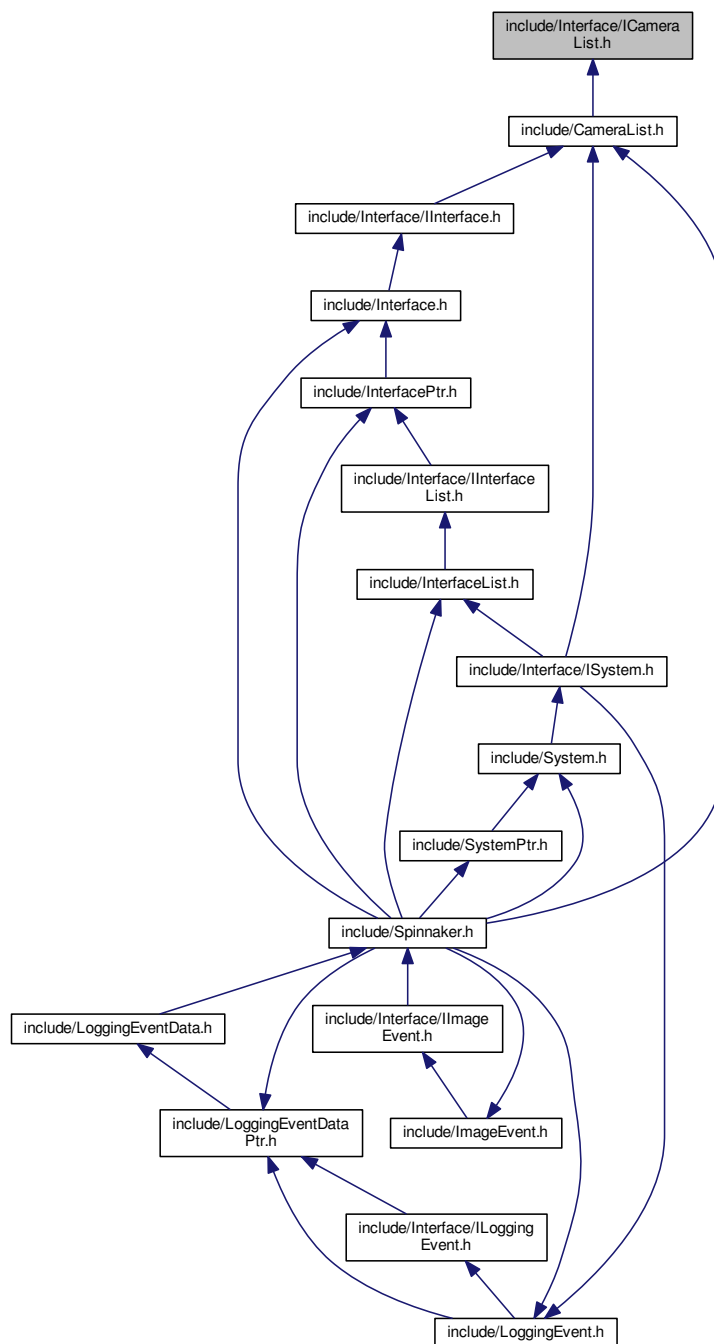 include/Interface/ICamera
List.h
include/CameraList.h
include/Interface/IInterface.h
include/Interface.h
include/InterfacePtr.h
include/Interface/IInterface
List.h
include/InterfaceList.h
include/Interface/ISystem.h
include/System.h
include/SystemPtr.h
include/Spinnaker.h
include/LoggingEventData.h
include/Interface/IImage
Event.h
include/LoggingEventData
Ptr.h
include/ImageEvent.h
include/Interface/ILogging
Event.h
include/LoggingEvent.h